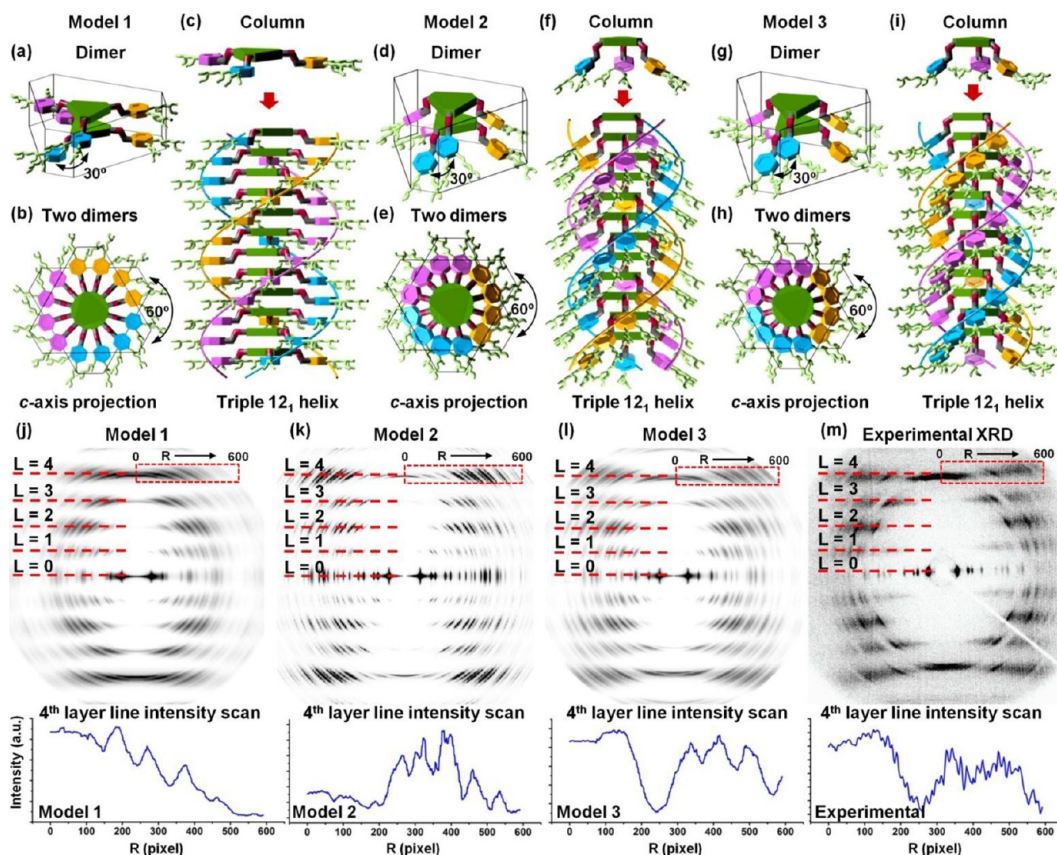 Model 1
(c) Column
Model 2
(f) Column
Model 3
(i) Column
(a) Dimer
(d) Dimer
(g) Dimer
30º
30º
30º
(b) Two dimers
(e) Two dimers
(h) Two dimers
60º
60º
60º
c-axis projection
Triple 12₁ helix
c-axis projection
Triple 12₁ helix
c-axis projection
Triple 12₁ helix
(j) Model 1
L = 4
L = 3
L = 2
L = 1
L = 0
0 R 600
(k) Model 2
L = 4
L = 3
L = 2
L = 1
L = 0
0 R 600
(l) Model 3
L = 4
L = 3
L = 2
L = 1
L = 0
0 R 600
(m) Experimental XRD
L = 4
L = 3
L = 2
L = 1
L = 0
0 R 600
4th layer line intensity scan
Intensity (a.u.)
Model 1
0 100 200 300 400 500 600
R (pixel)
4th layer line intensity scan
Model 2
0 100 200 300 400 500 600
R (pixel)
4th layer line intensity scan
Model 3
0 100 200 300 400 500 600
R (pixel)
4th layer line intensity scan
Experimental
0 100 200 300 400 500 600
R (pixel)